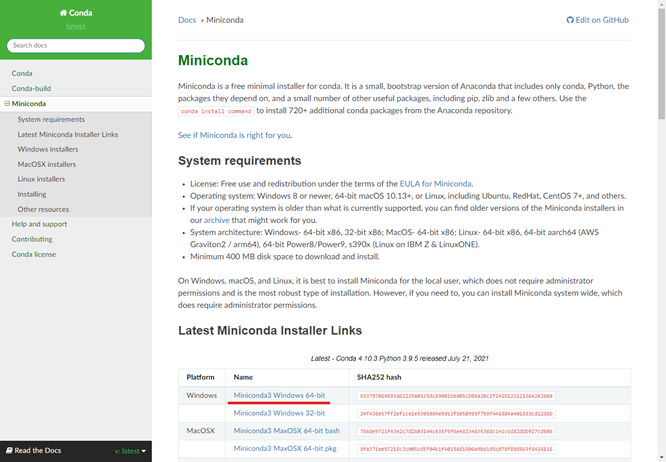 Conda
latest
Search docs
Conda
Conda-build
Miniconda
System requirements
Latest Miniconda Installer Links
Windows installers
MacOSX installers
Linux installers
Installing
Other resources
Help and support
Contributing
Conda license
Read the Docs
v: latest
Docs » Miniconda
Edit on GitHub
Miniconda
Miniconda is a free minimal installer for conda. It is a small, bootstrap version of Anaconda that includes only conda, Python, the
packages they depend on, and a small number of other useful packages, including pip, zlib and a few others. Use the
conda install command to install 720+ additional conda packages from the Anaconda repository.
See if Miniconda is right for you.
System requirements
License: Free use and redistribution under the terms of the EULA for Miniconda.
Operating system: Windows 8 or newer, 64-bit macOS 10.13+, or Linux, including Ubuntu, RedHat, CentOS 7+, and others.
If your operating system is older than what is currently supported, you can find older versions of the Miniconda installers in
our archive that might work for you.
System architecture: Windows- 64-bit x86, 32-bit x86; MacOS- 64-bit x86; Linux- 64-bit x86, 64-bit aarch64 (AWS
Graviton2 / arm64), 64-bit Power8/Power9, s390x (Linux on IBM Z & LinuxONE).
Minimum 400 MB disk space to download and install.
On Windows, macOS, and Linux, it is best to install Miniconda for the local user, which does not require administrator
permissions and is the most robust type of installation. However, if you need to, you can install Miniconda system wide, which
does require administrator permissions.
Latest Miniconda Installer Links
Latest - Conda 4.10.3 Python 3.9.5 released July 21, 2021
Platform Name SHA256 hash
Windows Miniconda3 Windows 64-bit
Miniconda3 Windows 32-bit
MacOSX Miniconda3 MaxOSX 64-bit bash
Miniconda3 MaxOSX 64-bit pkg